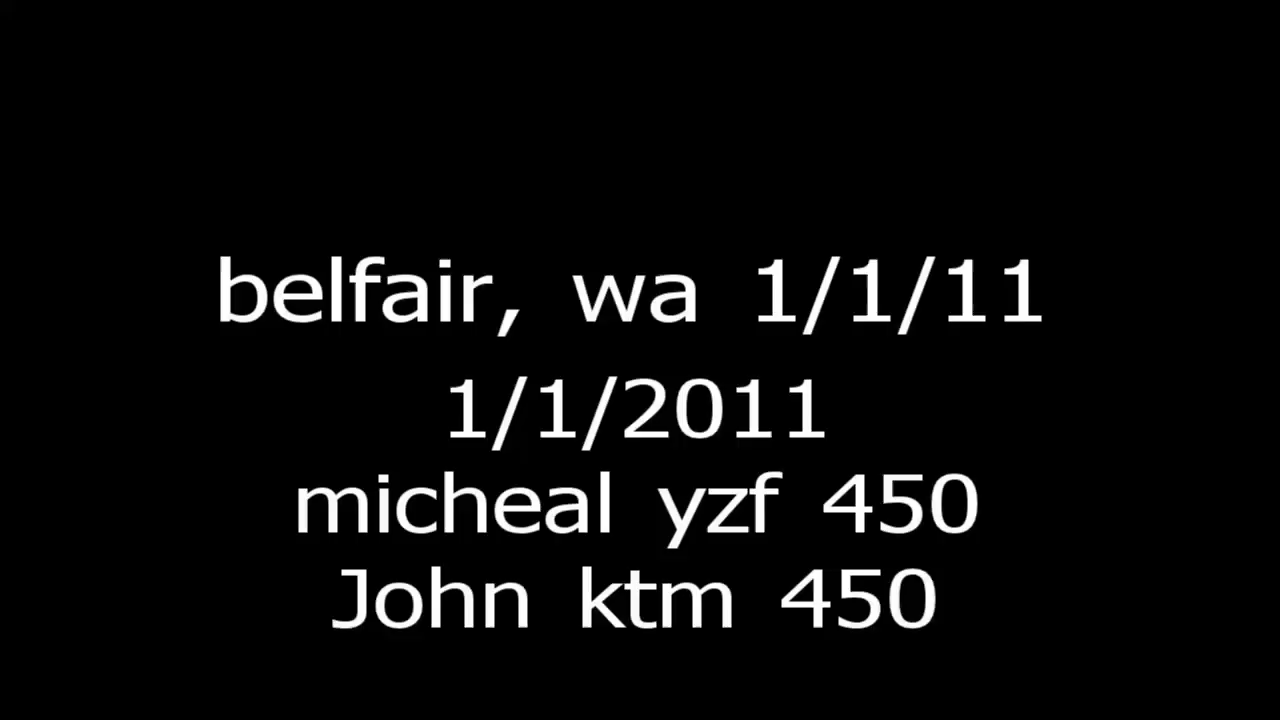 belfair, wa 1/1/11
1/1/2011
micheal yzf 450
John ktm 450